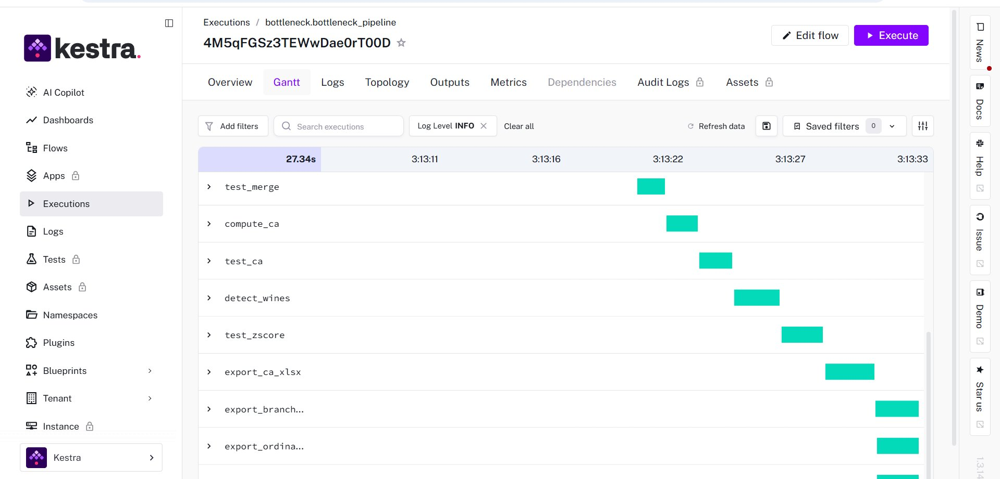 kestra.
AI Copilot
Dashboards
Flows
Apps
Executions
Logs
Tests
Assets
Namespaces
Plugins
Blueprints
Tenant
Instance
Kestra
Executions / bottleneck.bottleneck_pipeline
4M5qFGSz3TEWwDae0rT00D
Edit flow
Execute
Overview Gantt Logs Topology Outputs Metrics Dependencies Audit Logs Assets
Add filters Search executions Log Level INFO Clear all Refresh data Saved filters 0
27.34s 3:13:11 3:13:16 3:13:22 3:13:27 3:13:33
test_merge
compute_ca
test_ca
detect_wines
test_zscore
export_ca_xlsx
export_branch...
export_ordina...
News
Docs
Help
Issue
Demo
Star us
1.3.14